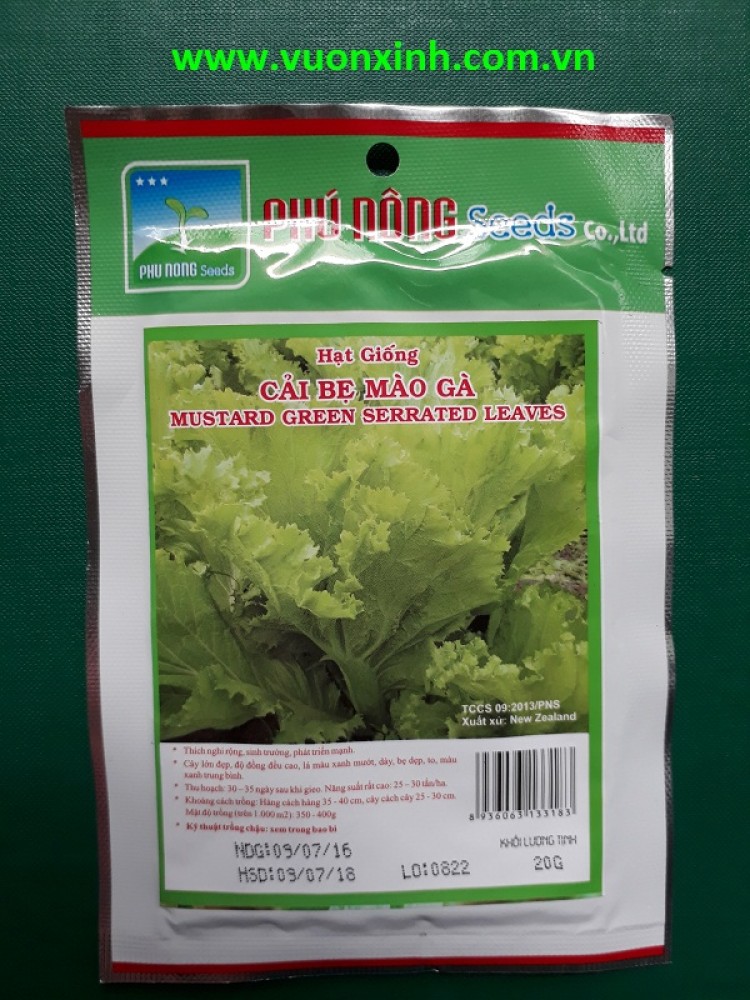 www.vuonxinh.com.vn
PHÚ NÔNG Seeds Co.,Ltd
PHU NONG Seeds
Hạt Giống
CẢI BẸ MÀO GÀ
MUSTARD GREEN SERRATED LEAVES
TCCS 09:2013/PNS
Xuất xứ: New Zealand
* Thích nghi rộng, sinh trưởng, phát triển mạnh.
* Cây lớn đẹp, độ đồng đều cao, lá màu xanh mướt, dày, bẹ dẹp, to, màu
xanh trung bình.
* Thu hoạch: 30 – 35 ngày sau khi gieo. Năng suất rất cao: 25 – 30 tấn/ha.
* Khoảng cách trồng: Hàng cách hàng 35 - 40 cm, cây cách cây 25 - 30 cm.
Mật độ trồng (trên 1.000 m2): 350 - 400g
* Kỹ thuật trồng chậu: xem trong bao bì
8 936063 133183
NDG:09/07/16
HSD:09/07/18
LO:0822
KHỐI LƯỢNG TỊNH
20G